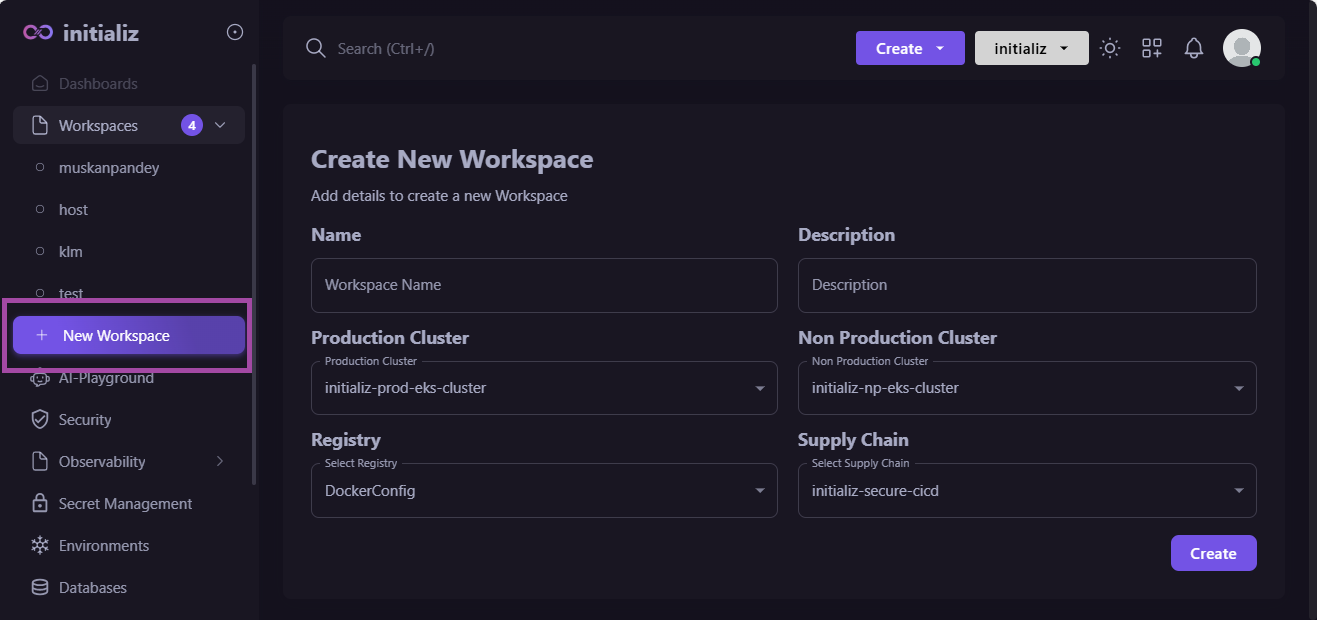 initializ
Dashboards
Workspaces 4
muskanpandey
host
klm
test
New Workspace
AI-Playground
Security
Observability
Secret Management
Environments
Databases
Search (Ctrl+/)
Create
initializ
Create New Workspace
Add details to create a new Workspace
Name
Workspace Name
Description
Description
Production Cluster
Production Cluster
initializ-prod-eks-cluster
Non Production Cluster
Non Production Cluster
initializ-np-eks-cluster
Registry
Select Registry
DockerConfig
Supply Chain
Select Supply Chain
initializ-secure-cicd
Create